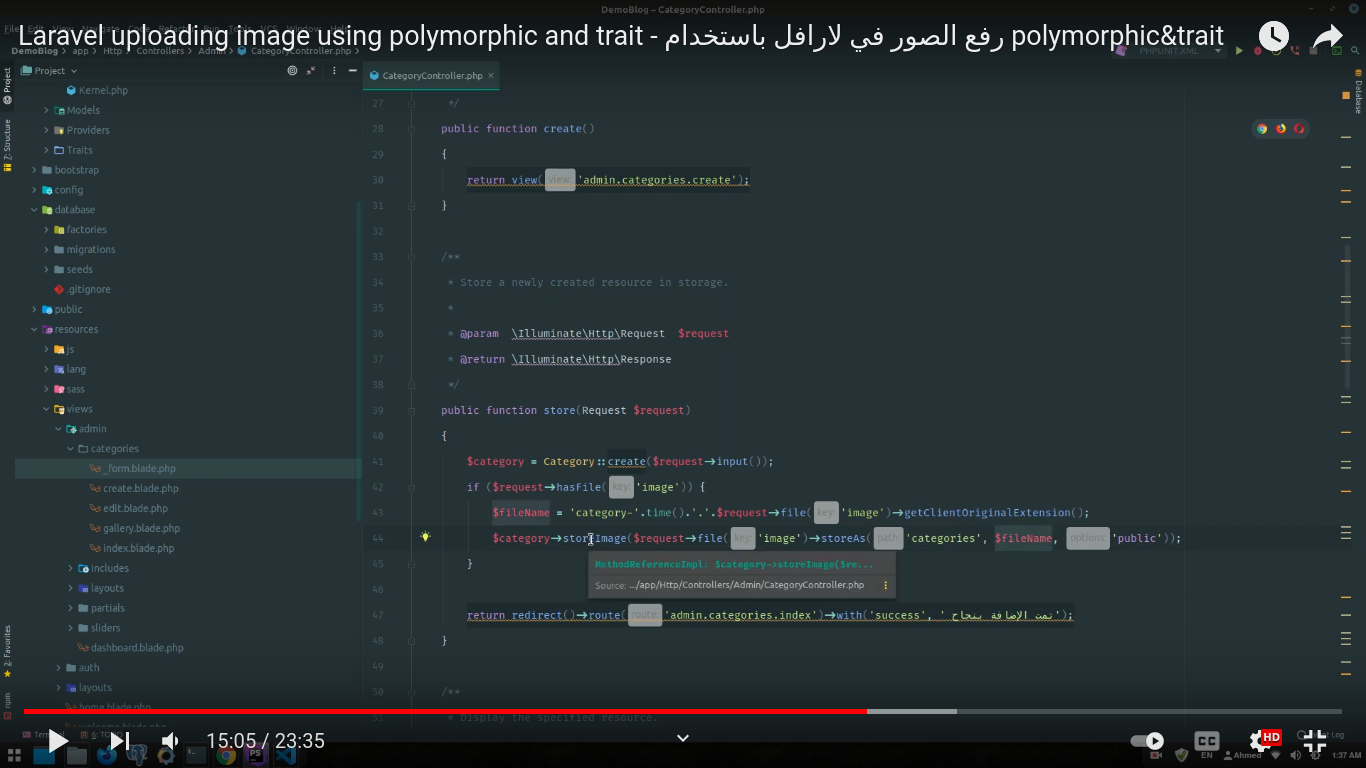 DemoBlog – CategoryController.php
Laravel uploading image using polymorphic and trait - رفع الصور في لارافل باستخدام polymorphic&trait
DemoBlog › app › Http › Controllers › Admin › CategoryController.php
PHPUNIT.XML
Project
CategoryController.php ×
Project
Z: Structure
2: Favorites
npm
Database
Kernel.php
Models
Providers
Traits
bootstrap
config
database
factories
migrations
seeds
.gitignore
public
resources
js
lang
sass
views
admin
categories
_form.blade.php
create.blade.php
edit.blade.php
gallery.blade.php
index.blade.php
includes
layouts
partials
sliders
dashboard.blade.php
auth
layouts
home.blade.php
welcome.blade.php
27 */
28 public function create()
29 {
30 return view( view: 'admin.categories.create');
31 }
32
33 /**
34 * Store a newly created resource in storage.
35 *
36 * @param \Illuminate\Http\Request $request
37 * @return \Illuminate\Http\Response
38 */
39 public function store(Request $request)
40 {
41 $category = Category::create($request→input());
42 if ($request→hasFile( key: 'image')) {
43 $fileName = 'category-'.time().'.'.$request→file( key: 'image')→getClientOriginalExtension();
44 $category→storeImage($request→file( key: 'image')→storeAs( path: 'categories', $fileName, options: 'public'));
45 }
MethodReferenceImpl: $category->storeImage($re...
Source: .../app/Http/Controllers/Admin/CategoryController.php
46
47 return redirect()→route( route: 'admin.categories.index')→with('success', 'تمت الإضافة بنجاح');
48 }
49
50 /**
51 * Display the specified resource.
15:05 / 23:35
CC
HD
EN
Ahmed
1:37 AM